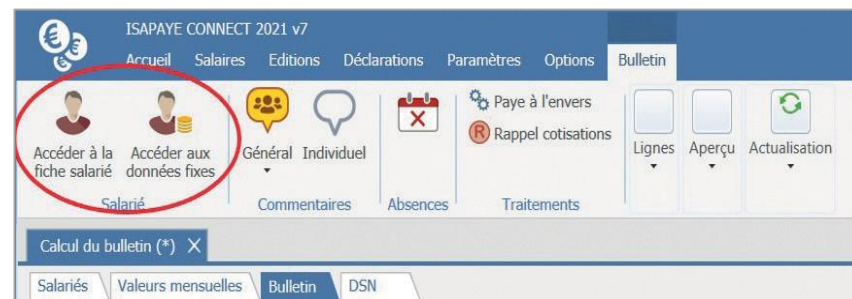 ISAPAYE CONNECT 2021 v7
Accueil Salaires Editions Déclarations Paramètres Options Bulletin
Accéder à la fiche salarié
Accéder aux données fixes
Salarié
Général Individuel
Commentaires
Absences
Paye à l'envers
R Rappel cotisations
Traitements
Lignes Aperçu Actualisation
Calcul du bulletin (*) X
Salariés Valeurs mensuelles Bulletin DSN